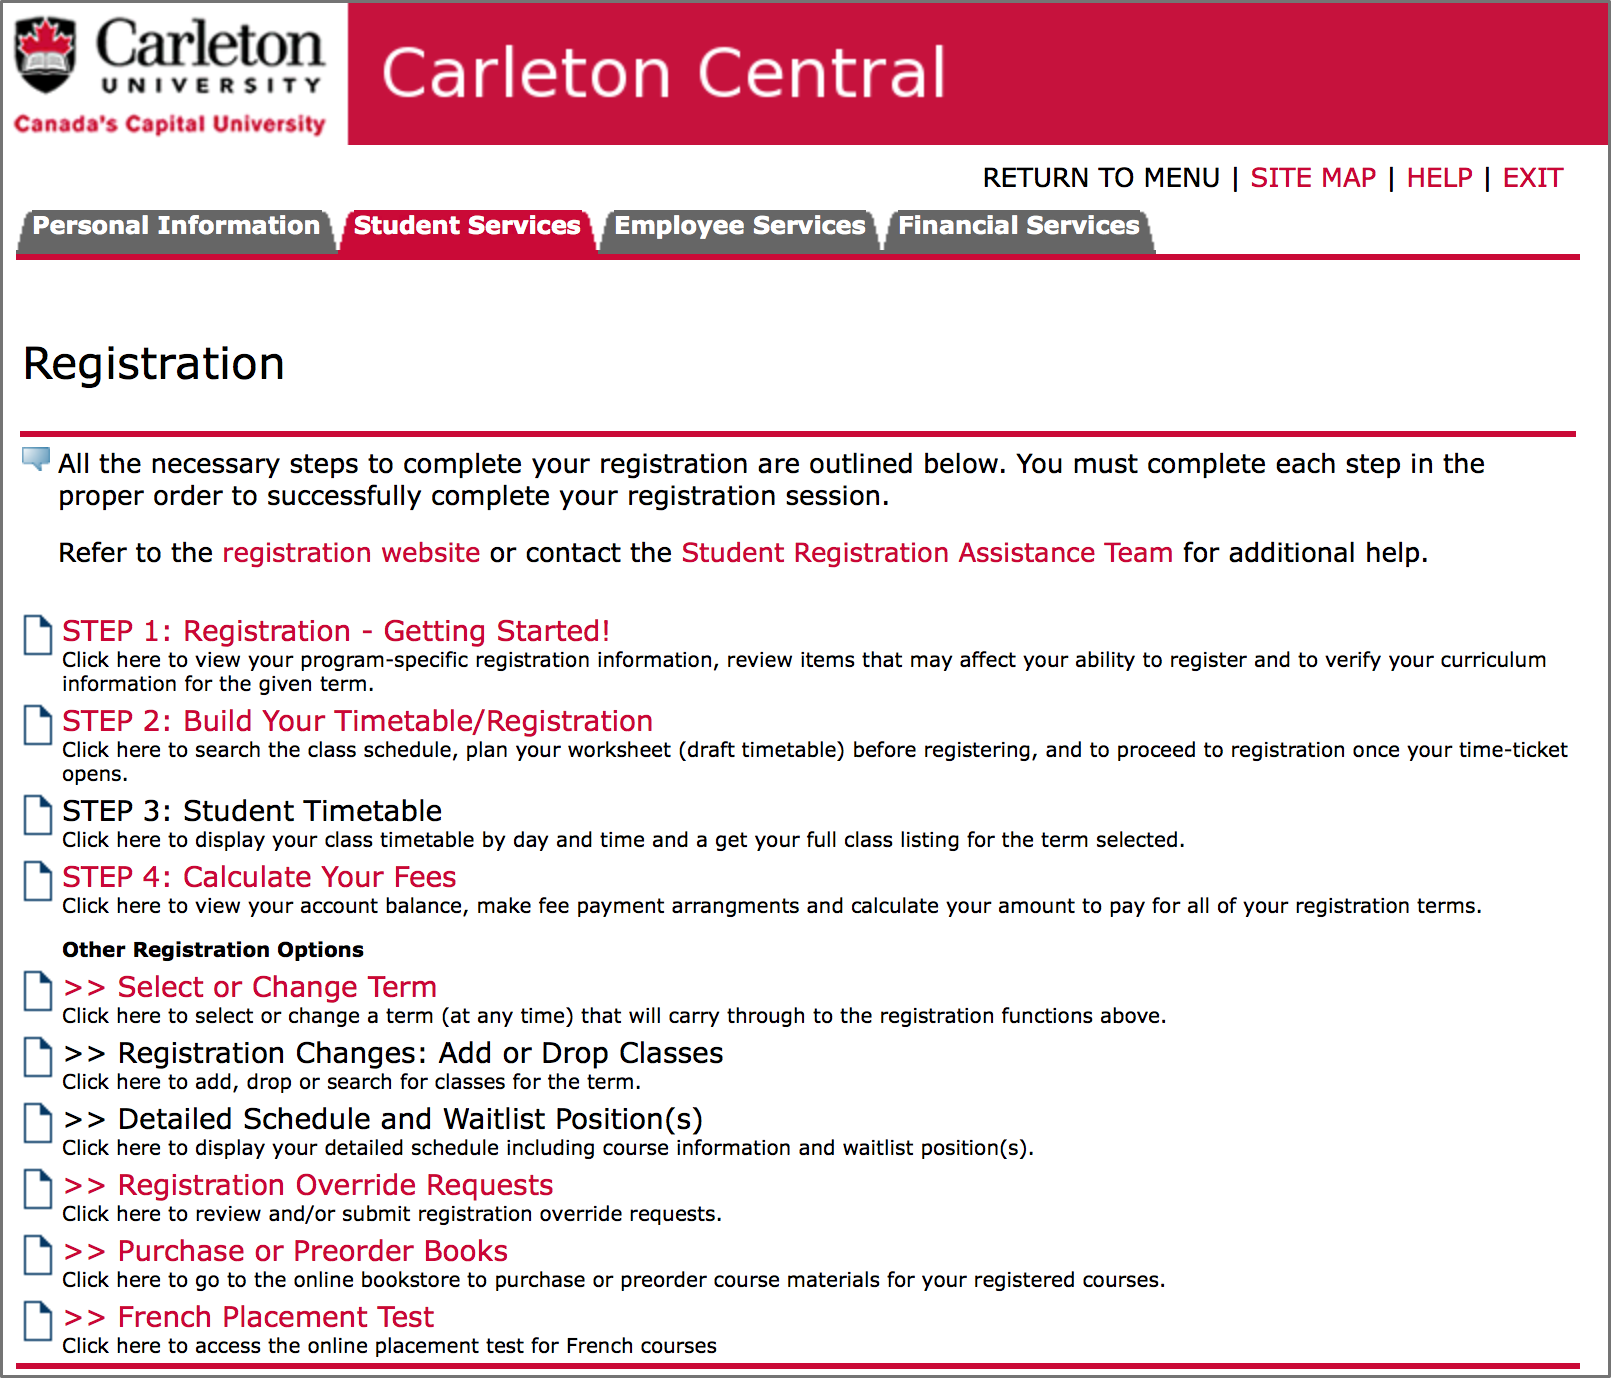 Carleton
UNIVERSITY
Canada's Capital University
Carleton Central
RETURN TO MENU | SITE MAP | HELP | EXIT
Personal Information Student Services Employee Services Financial Services
Registration
All the necessary steps to complete your registration are outlined below. You must complete each step in the
proper order to successfully complete your registration session.
Refer to the registration website or contact the Student Registration Assistance Team for additional help.
STEP 1: Registration - Getting Started!
Click here to view your program-specific registration information, review items that may affect your ability to register and to verify your curriculum
information for the given term.
STEP 2: Build Your Timetable/Registration
Click here to search the class schedule, plan your worksheet (draft timetable) before registering, and to proceed to registration once your time-ticket
opens.
STEP 3: Student Timetable
Click here to display your class timetable by day and time and a get your full class listing for the term selected.
STEP 4: Calculate Your Fees
Click here to view your account balance, make fee payment arrangments and calculate your amount to pay for all of your registration terms.
Other Registration Options
>> Select or Change Term
Click here to select or change a term (at any time) that will carry through to the registration functions above.
>> Registration Changes: Add or Drop Classes
Click here to add, drop or search for classes for the term.
>> Detailed Schedule and Waitlist Position(s)
Click here to display your detailed schedule including course information and waitlist position(s).
>> Registration Override Requests
Click here to review and/or submit registration override requests.
>> Purchase or Preorder Books
Click here to go to the online bookstore to purchase or preorder course materials for your registered courses.
>> French Placement Test
Click here to access the online placement test for French courses